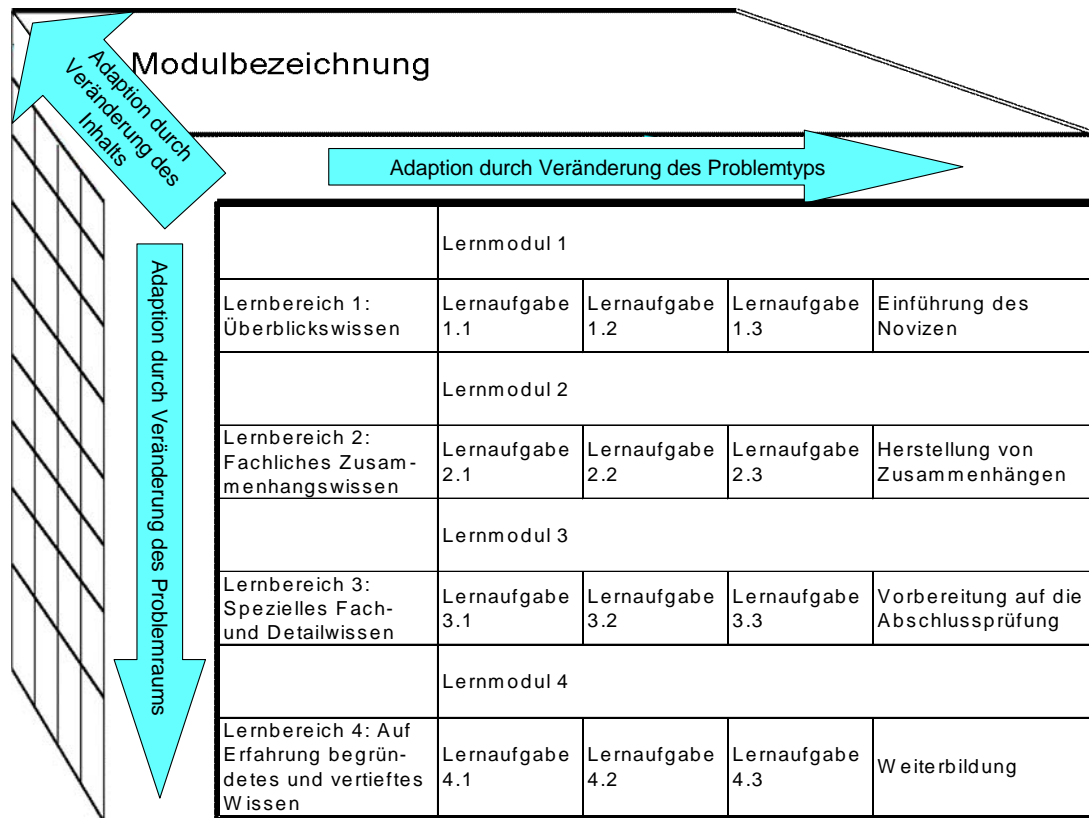 Modulbezeichnung
Adaption durch
Veränderung des
Inhalts
Adaption durch Veränderung des Problemtyps
Adaption durch Veränderung des Problemraums
Lernmodul 1
Lernbereich 1:
Überblickswissen
Lernaufgabe
1.1
Lernaufgabe
1.2
Lernaufgabe
1.3
Einführung des
Novizen
Lernmodul 2
Lernbereich 2:
Fachliches Zusam-
menhangswissen
Lernaufgabe
2.1
Lernaufgabe
2.2
Lernaufgabe
2.3
Herstellung von
Zusammenhängen
Lernmodul 3
Lernbereich 3:
Spezielles Fach-
und Detailwissen
Lernaufgabe
3.1
Lernaufgabe
3.2
Lernaufgabe
3.3
Vorbereitung auf die
Abschlussprüfung
Lernmodul 4
Lernbereich 4: Auf
Erfahrung begrün-
detes und vertieftes
Wissen
Lernaufgabe
4.1
Lernaufgabe
4.2
Lernaufgabe
4.3
Weiterbildung